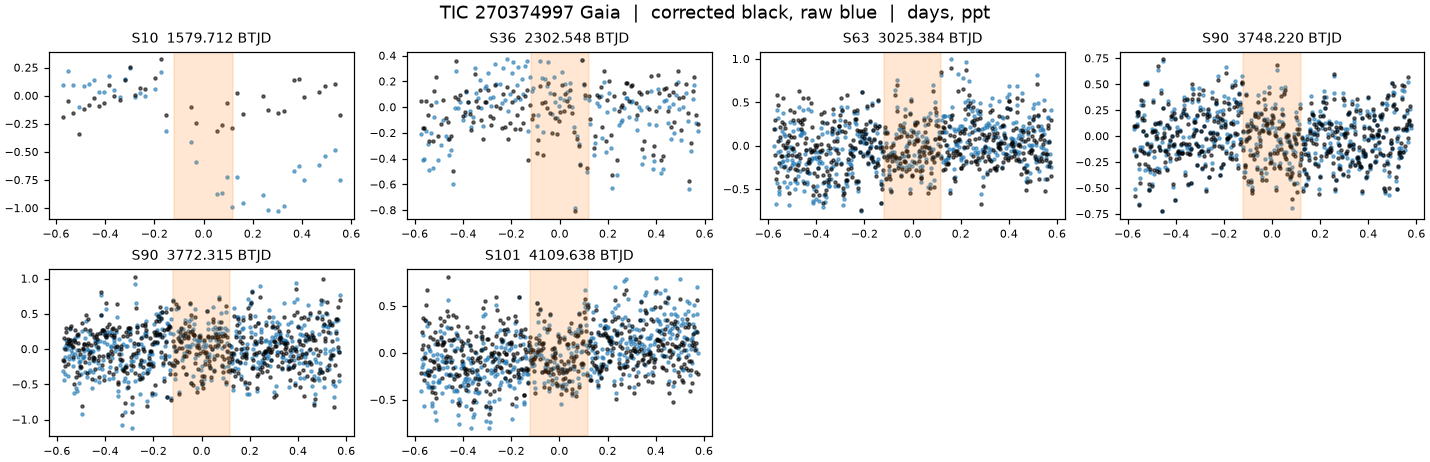 TIC 270374997 Gaia | corrected black, raw blue | days, ppt
S10 1579.712 BTJD
S36 2302.548 BTJD
S63 3025.384 BTJD
S90 3748.220 BTJD
0.25
0.00
−0.25
−0.50
−0.75
−1.00
−0.6 −0.4 −0.2 0.0 0.2 0.4 0.6
0.4
0.2
0.0
−0.2
−0.4
−0.6
−0.8
−0.6 −0.4 −0.2 0.0 0.2 0.4 0.6
1.0
0.5
0.0
−0.5
−0.6 −0.4 −0.2 0.0 0.2 0.4 0.6
0.75
0.50
0.25
0.00
−0.25
−0.50
−0.75
−0.6 −0.4 −0.2 0.0 0.2 0.4 0.6
S90 3772.315 BTJD
S101 4109.638 BTJD
1.0
0.5
0.0
−0.5
−1.0
−0.6 −0.4 −0.2 0.0 0.2 0.4 0.6
0.5
0.0
−0.5
−0.6 −0.4 −0.2 0.0 0.2 0.4 0.6